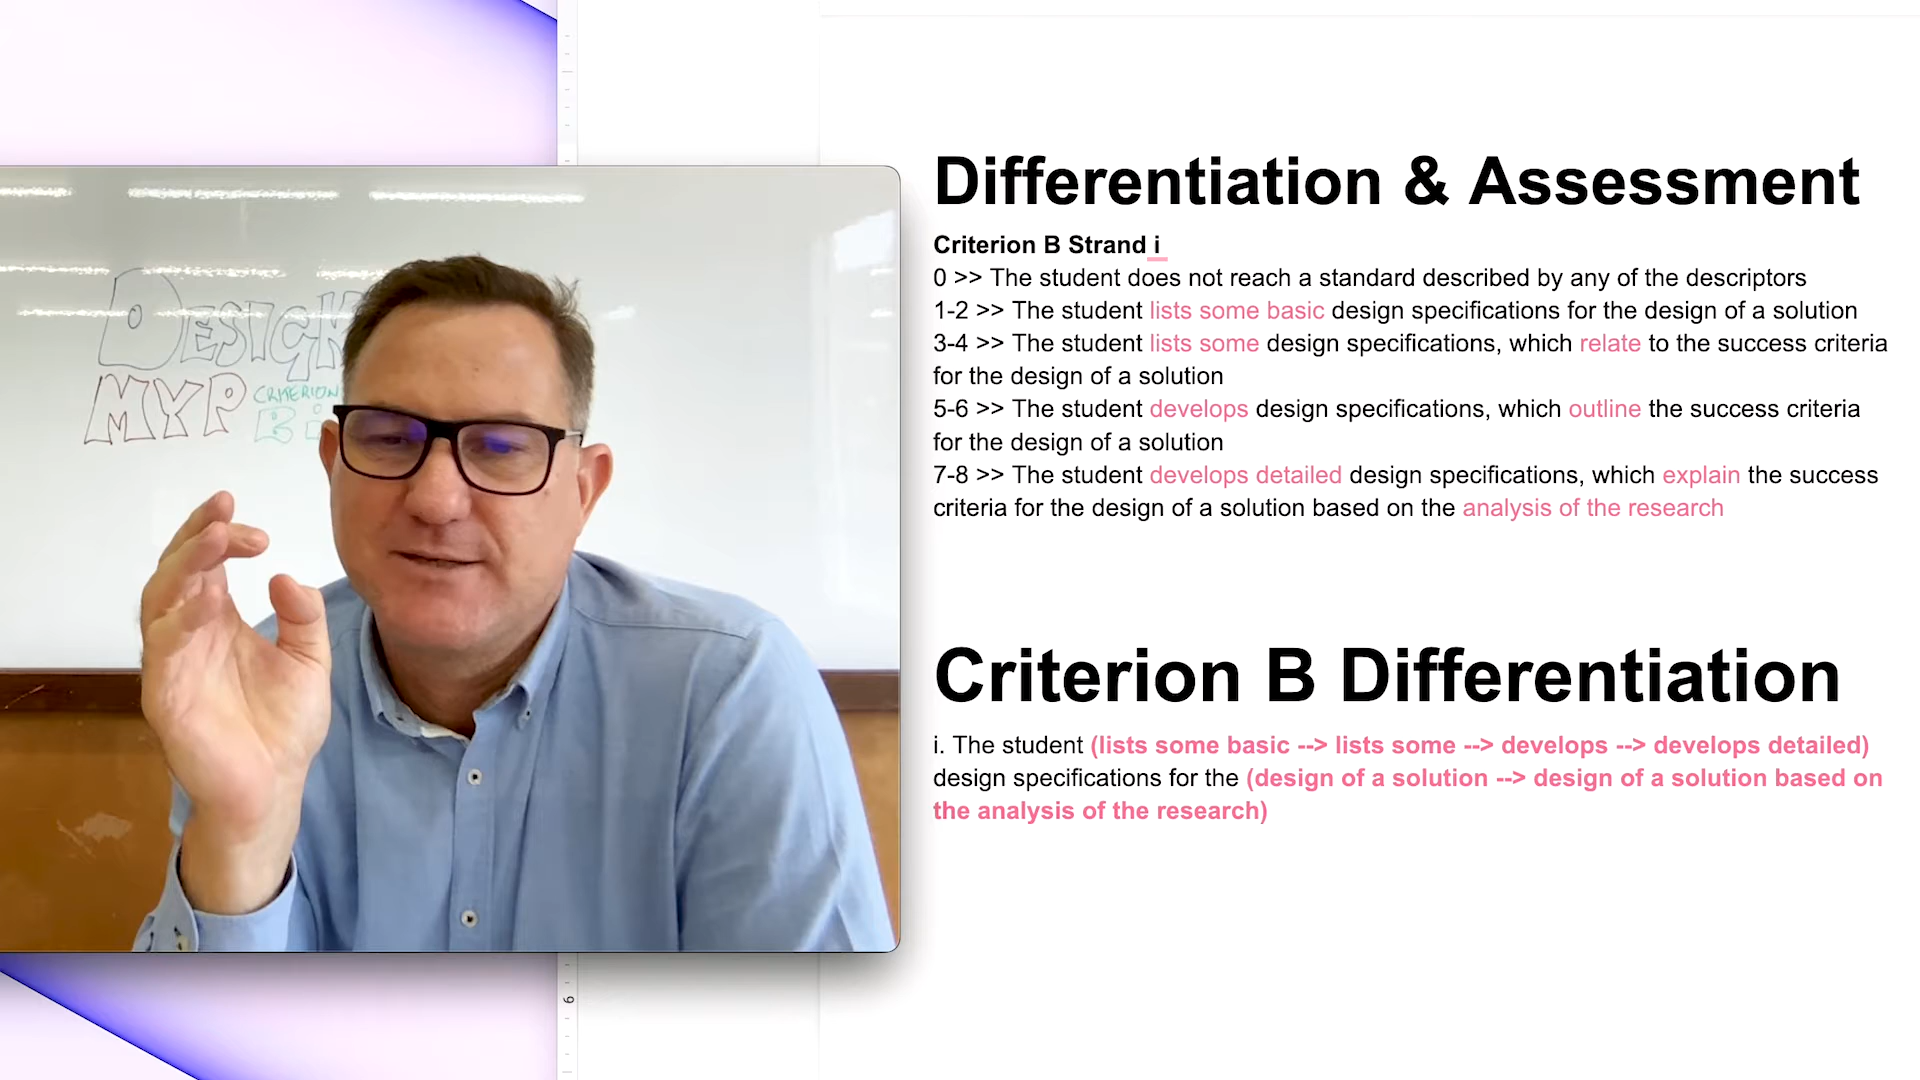 Differentiation & Assessment
Criterion B Strand i
0 >> The student does not reach a standard described by any of the descriptors
1-2 >> The student lists some basic design specifications for the design of a solution
3-4 >> The student lists some design specifications, which relate to the success criteria
for the design of a solution
5-6 >> The student develops design specifications, which outline the success criteria
for the design of a solution
7-8 >> The student develops detailed design specifications, which explain the success
criteria for the design of a solution based on the analysis of the research
Criterion B Differentiation
i. The student (lists some basic --> lists some --> develops --> develops detailed)
design specifications for the (design of a solution --> design of a solution based on
the analysis of the research)
DESIGN
MYP CRITERION
B i
6